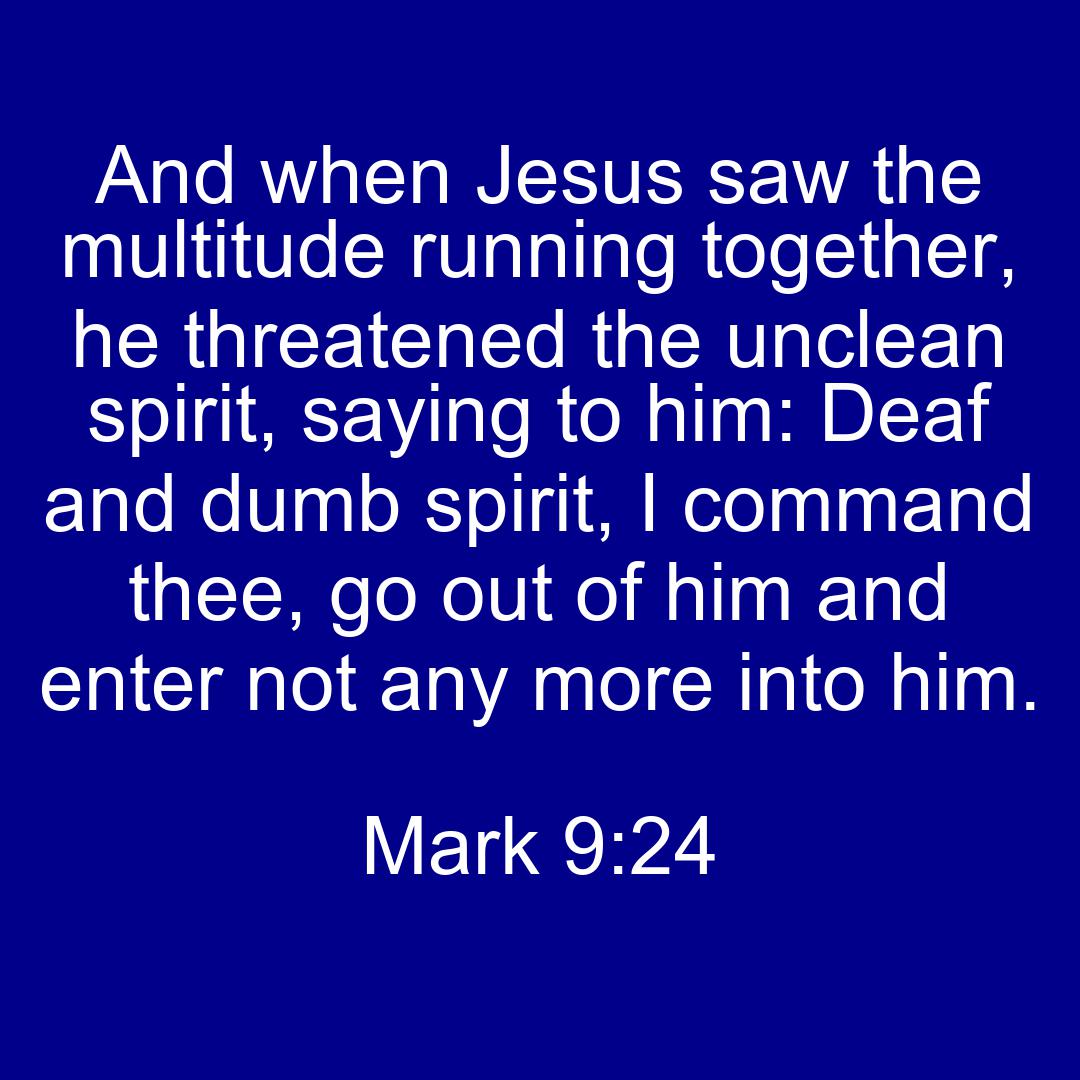 And when Jesus saw the
multitude running together,
he threatened the unclean
spirit, saying to him: Deaf
and dumb spirit, I command
thee, go out of him and
enter not any more into him.
Mark 9:24